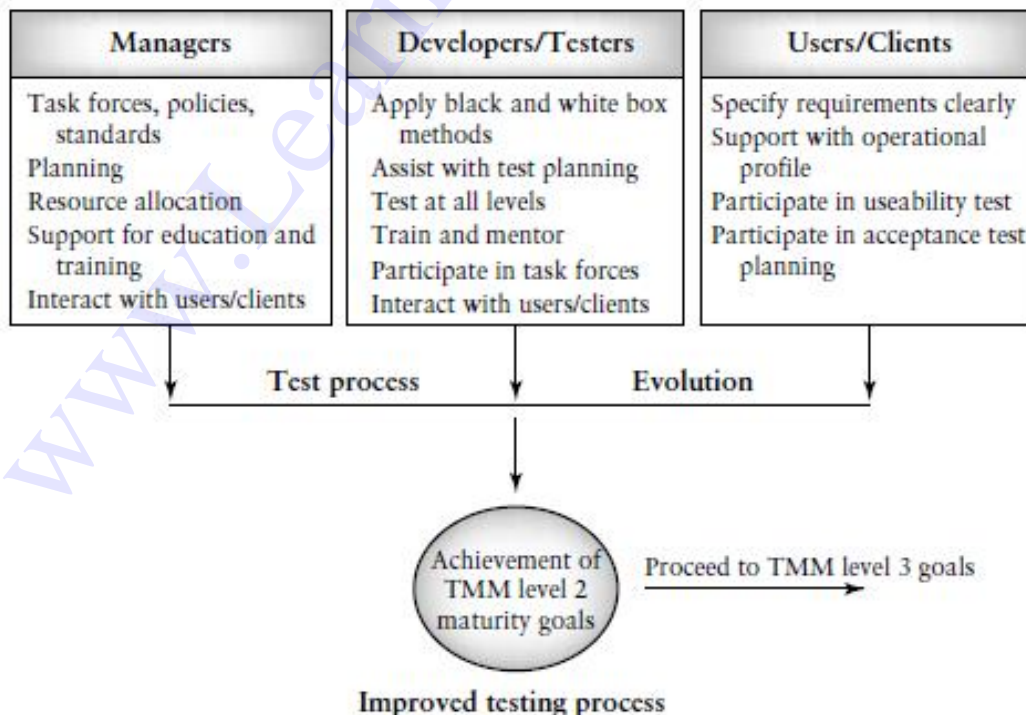 Managers
Task forces, policies,
standards
Planning
Resource allocation
Support for education and
training
Interact with users/clients
Developers/Testers
Apply black and white box
methods
Assist with test planning
Test at all levels
Train and mentor
Participate in task forces
Interact with users/clients
Users/Clients
Specify requirements clearly
Support with operational
profile
Participate in useability test
Participate in acceptance test
planning
Test process
Evolution
Achievement of
TMM level 2
maturity goals
Proceed to TMM level 3 goals
Improved testing process
www.Learn